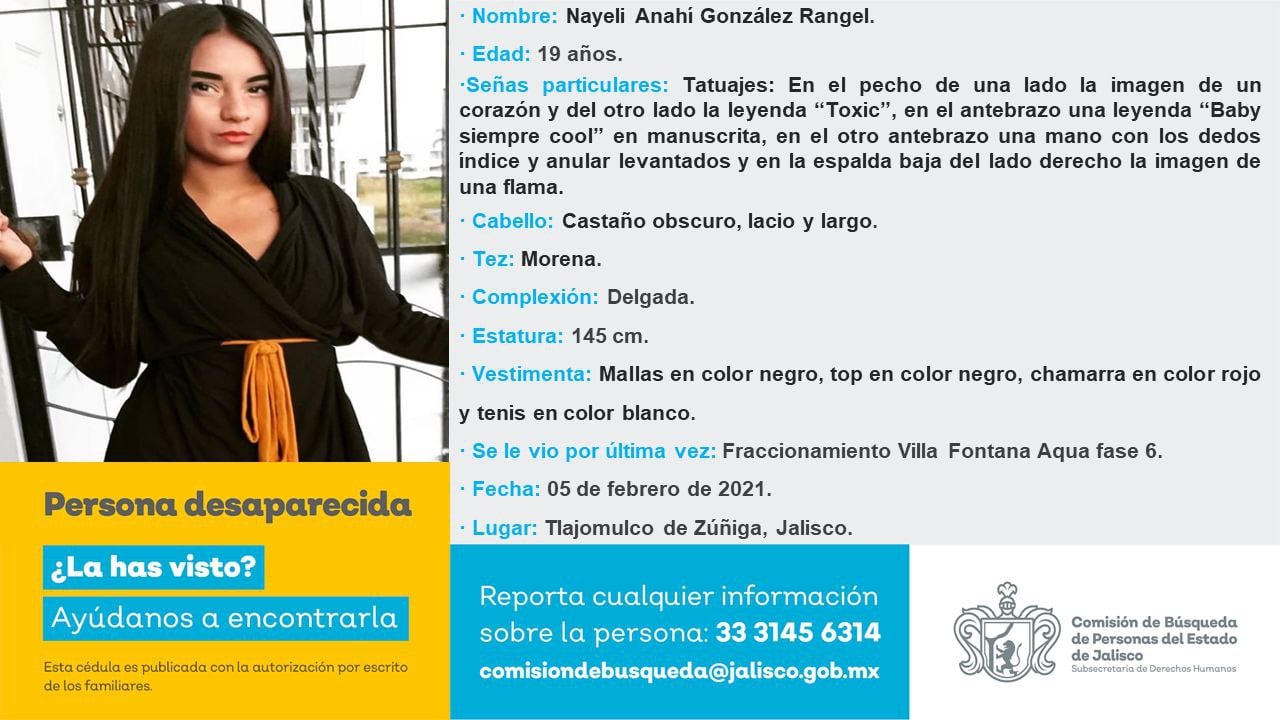 · Nombre: Nayeli Anahí González Rangel.
· Edad: 19 años.
·Señas particulares: Tatuajes: En el pecho de una lado la imagen de un
corazón y del otro lado la leyenda “Toxic”, en el antebrazo una leyenda “Baby
siempre cool” en manuscrita, en el otro antebrazo una mano con los dedos
índice y anular levantados y en la espalda baja del lado derecho la imagen de
una flama.
· Cabello: Castaño obscuro, lacio y largo.
· Tez: Morena.
· Complexión: Delgada.
· Estatura: 145 cm.
· Vestimenta: Mallas en color negro, top en color negro, chamarra en color rojo
y tenis en color blanco.
· Se le vio por última vez: Fraccionamiento Villa Fontana Aqua fase 6.
· Fecha: 05 de febrero de 2021.
· Lugar: Tlajomulco de Zúñiga, Jalisco.
Persona desaparecida
¿La has visto?
Ayúdanos a encontrarla
Esta cédula es publicada con la autorización por escrito
de los familiares.
Reporta cualquier información
sobre la persona: 33 3145 6314
comisiondebusqueda@jalisco.gob.mx
Comisión de Búsqueda
de Personas del Estado
de Jalisco
Subsecretaría de Derechos Humanos